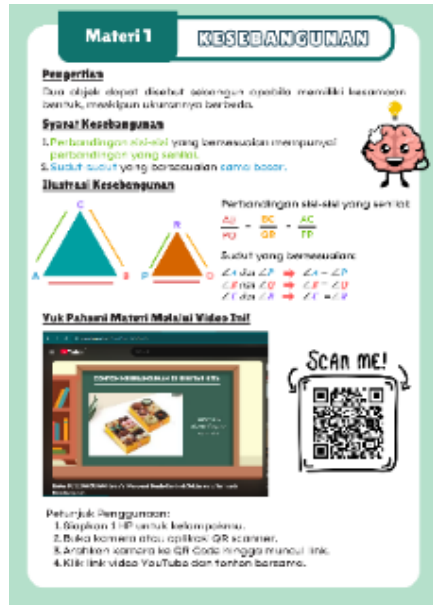 Materi 1
KESEBANGUNAN
Pengertian
Dua objek dapat disebut sebangun apabila memiliki kesamaan
bentuk, meskipun ukurannya berbeda.
Syarat Kesebangunan
1. Perbandingan sisi-sisi yang bersesuaian mempunyai
perbandingan yang senilai.
2. Sudut sudut yang bersesuaian sama besar.
Ilustrasi Kesebangunan
Perbandingan sisi-sisi yang senilai:
C
R
A B P Q
AB/PQ = BC/QR = AC/PR
Sudut yang bersesuaian:
∠A dan ∠P ➡ ∠A = ∠P
∠B dan ∠Q ➡ ∠B = ∠Q
∠C dan ∠R ➡ ∠C = ∠R
Yuk Pahami Materi Melalui Video Ini!
SCAN ME!
Petunjuk Penggunaan:
1. Siapkan 1 HP untuk kelompokmu.
2. Buka kamera atau aplikasi QR scanner.
3. Arahkan kamera ke QR Code hingga muncul link.
4. Klik link video YouTube dan tonton bersama.